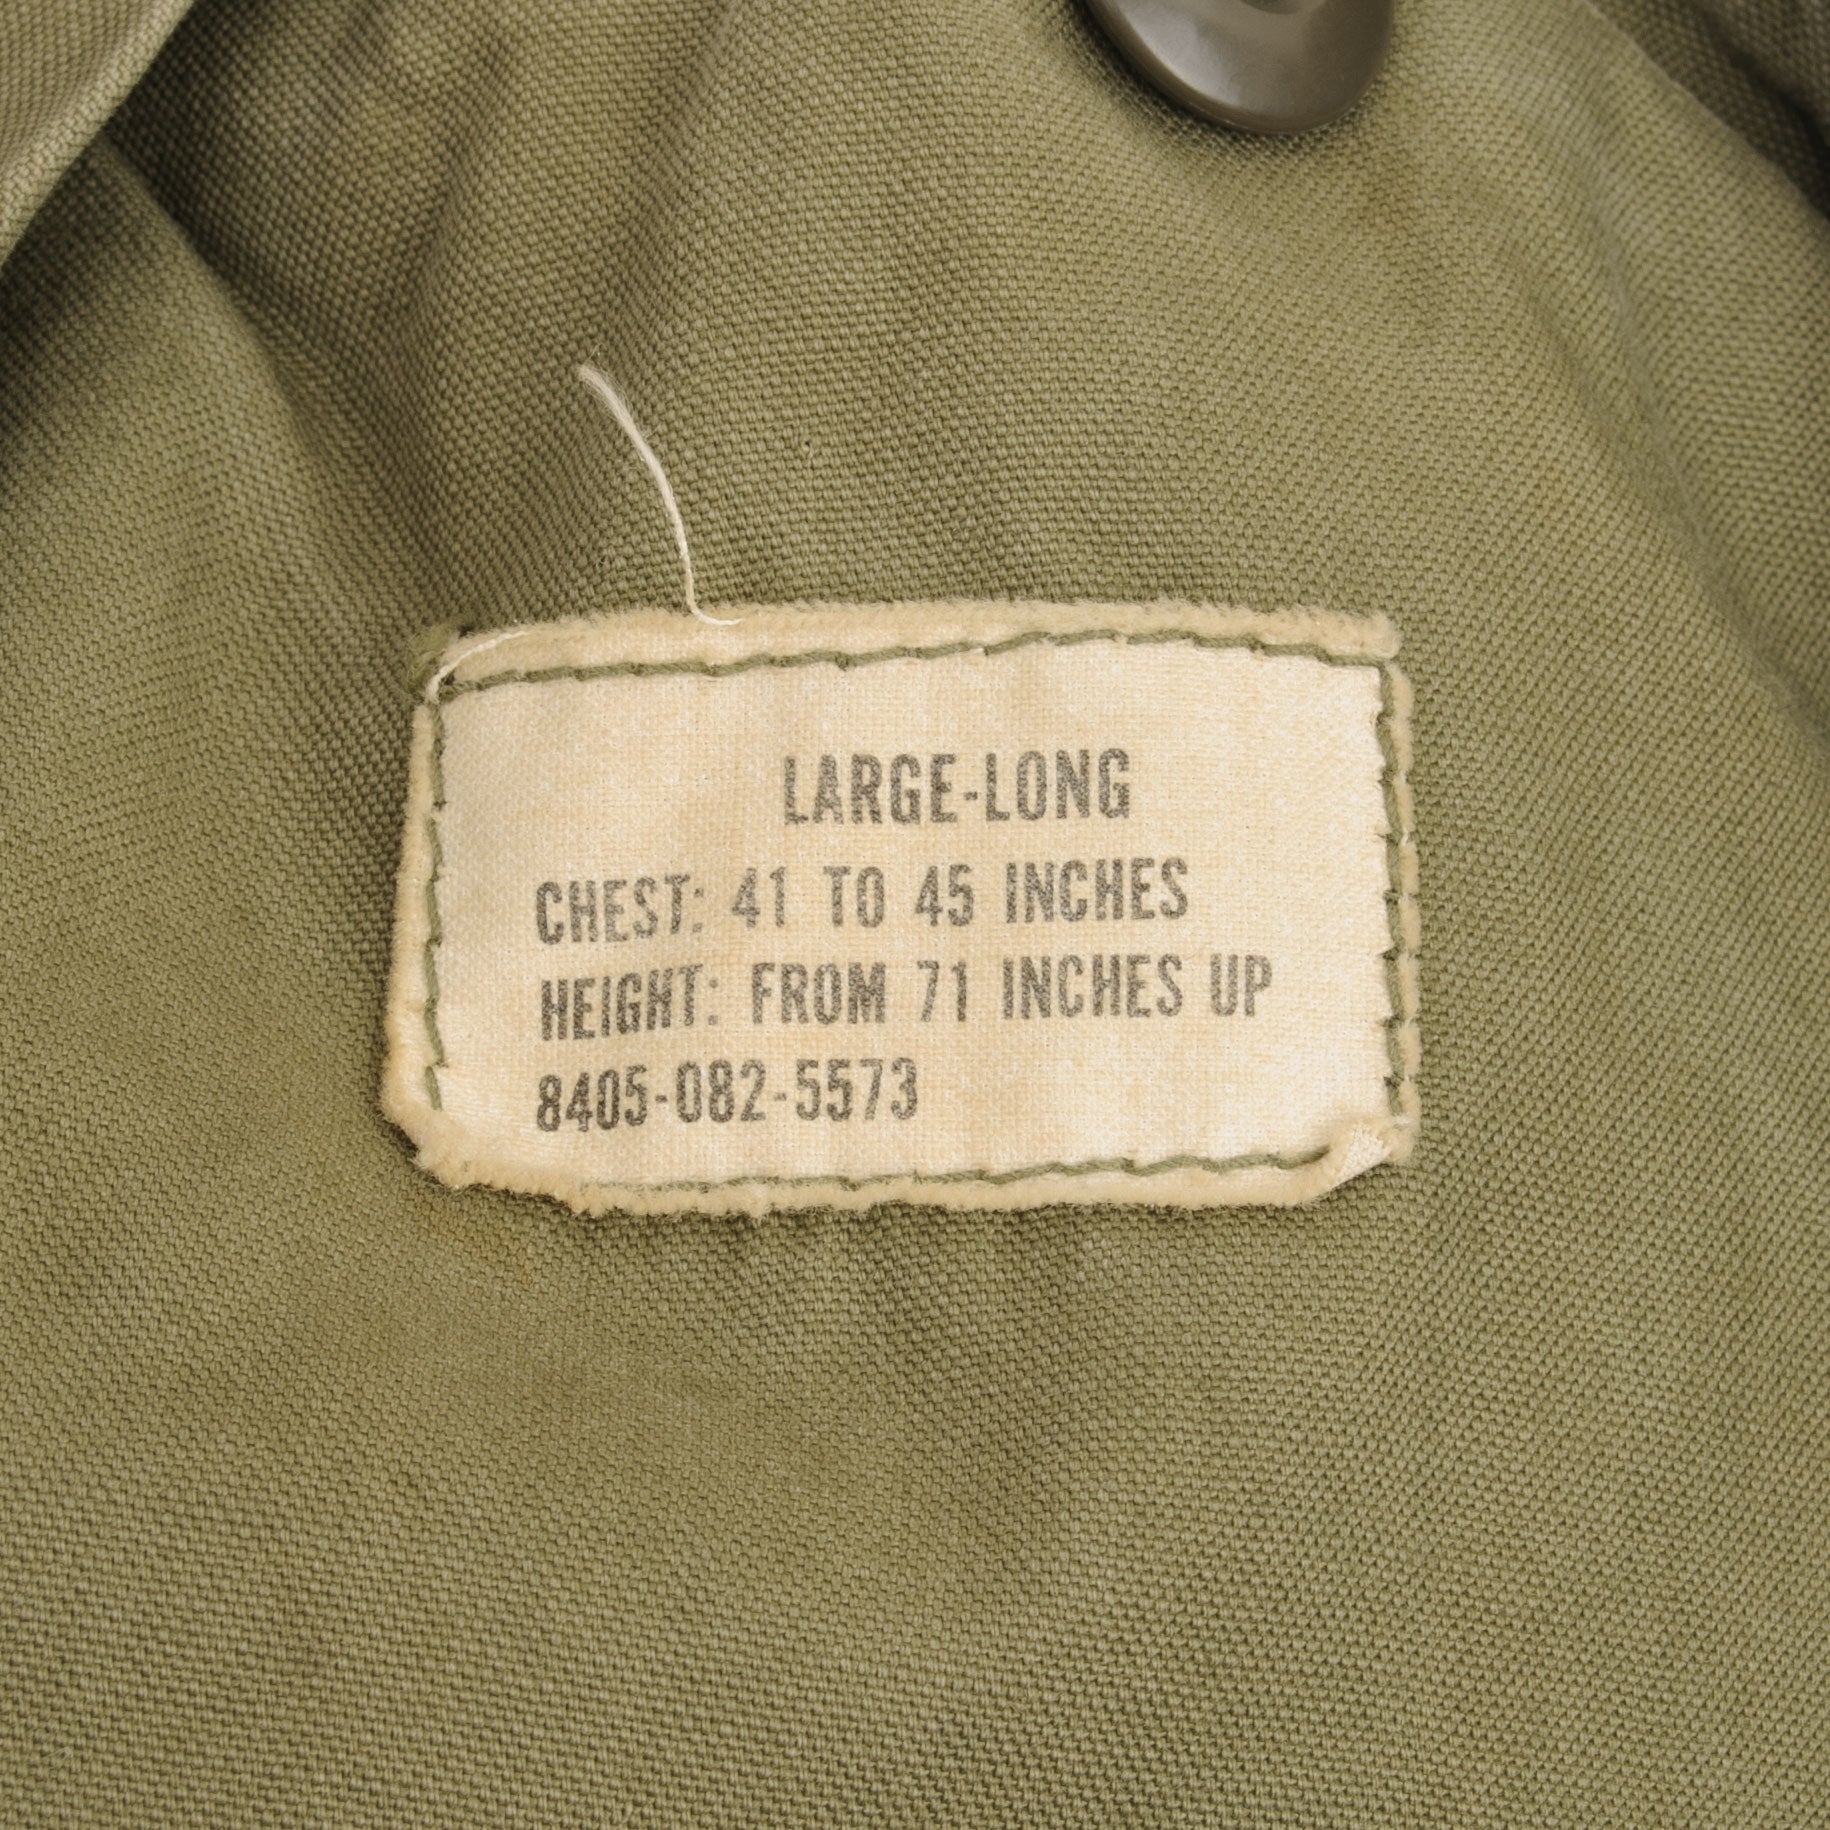 LARGE-LONG
CHEST: 41 TO 45 INCHES
HEIGHT: FROM 71 INCHES UP
8405-082-5573